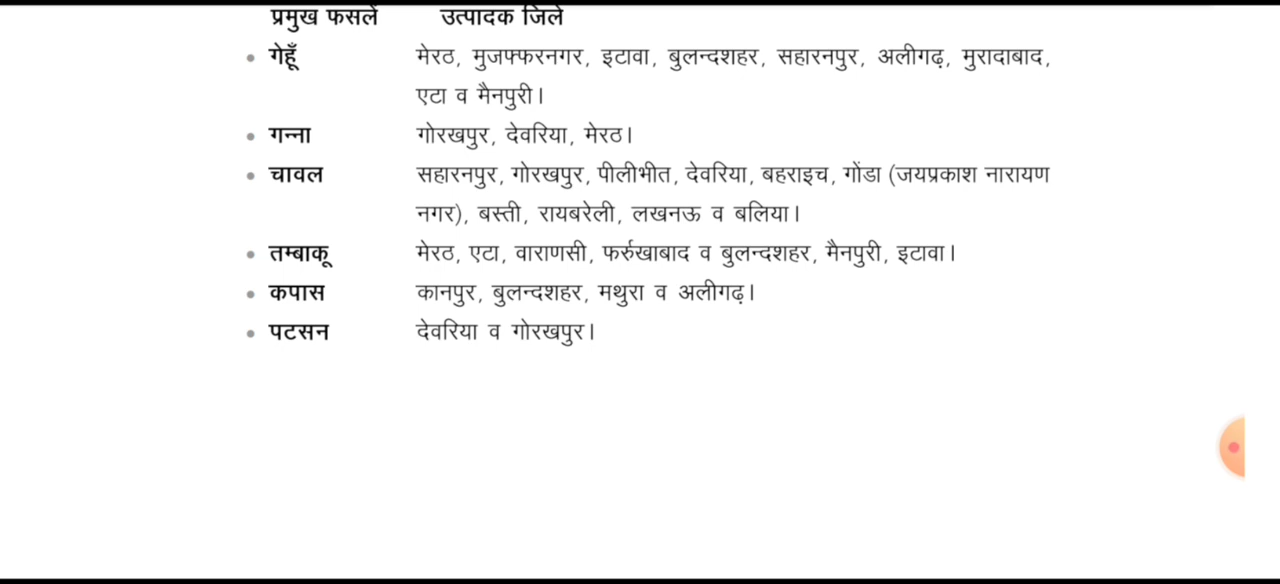 प्रमुख फसलें उत्पादक जिले
• गेहूँ मेरठ, मुजफ्फरनगर, इटावा, बुलन्दशहर, सहारनपुर, अलीगढ़, मुरादाबाद,
एटा व मैनपुरी।
• गन्ना गोरखपुर, देवरिया, मेरठ।
• चावल सहारनपुर, गोरखपुर, पीलीभीत, देवरिया, बहराइच, गोंडा (जयप्रकाश नारायण
नगर), बस्ती, रायबरेली, लखनऊ व बलिया।
• तम्बाकू मेरठ, एटा, वाराणसी, फर्रुखाबाद व बुलन्दशहर, मैनपुरी, इटावा।
• कपास कानपुर, बुलन्दशहर, मथुरा व अलीगढ़।
• पटसन देवरिया व गोरखपुर।